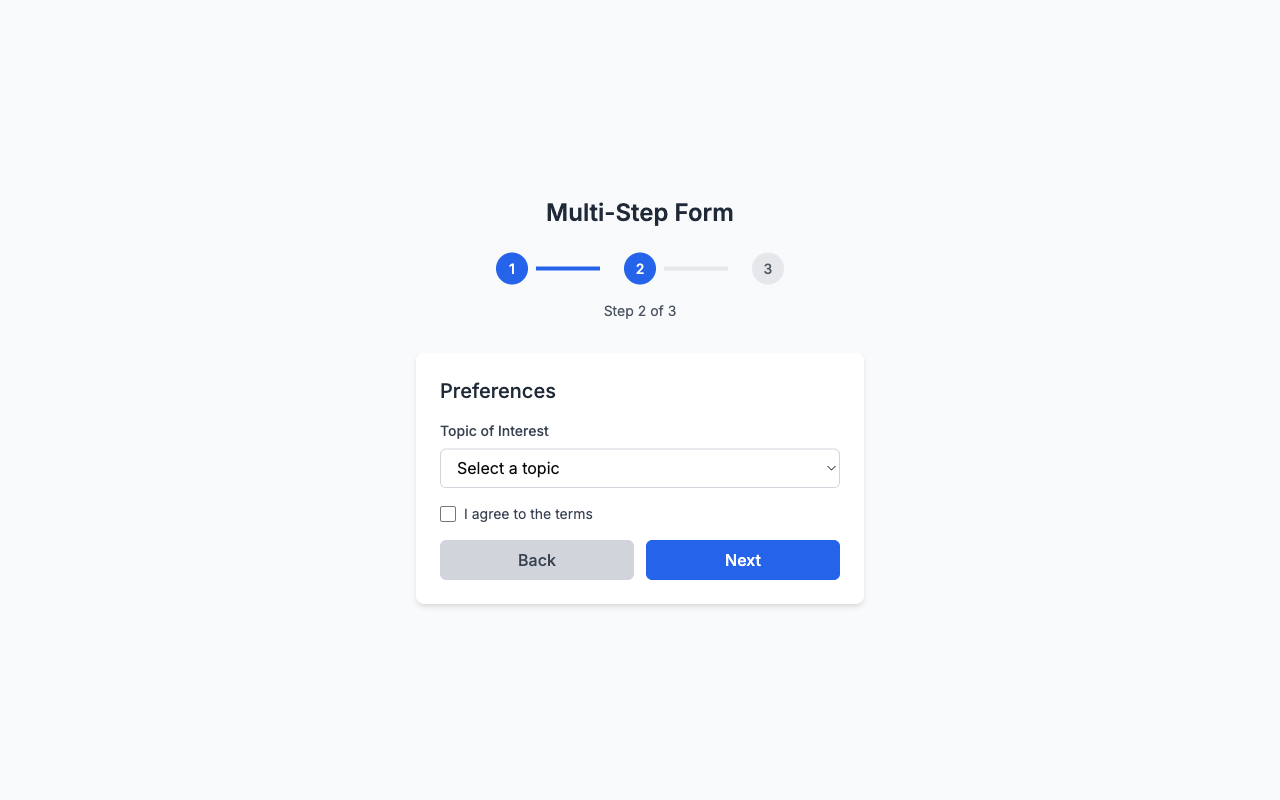 Multi-Step Form
1 2 3
Step 2 of 3
Preferences
Topic of Interest
Select a topic
I agree to the terms
Back Next